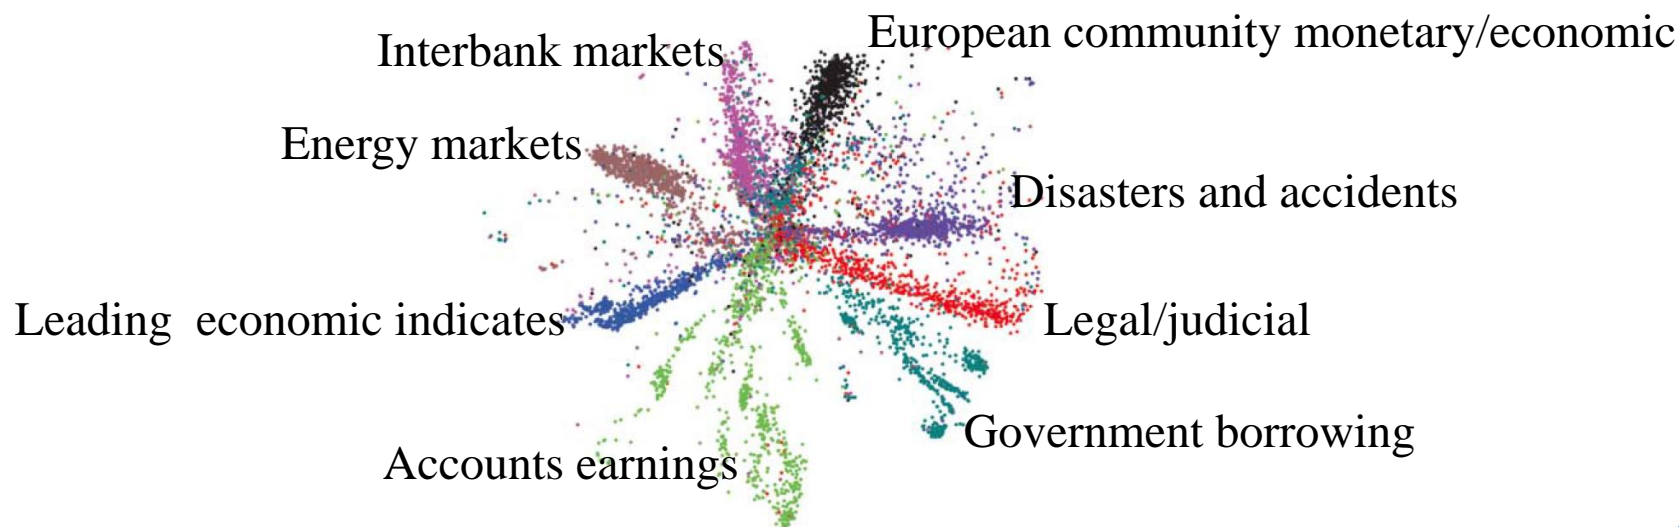 Interbank markets
European community monetary/economic
Energy markets
Disasters and accidents
Leading economic indicates
Legal/judicial
Government borrowing
Accounts earnings